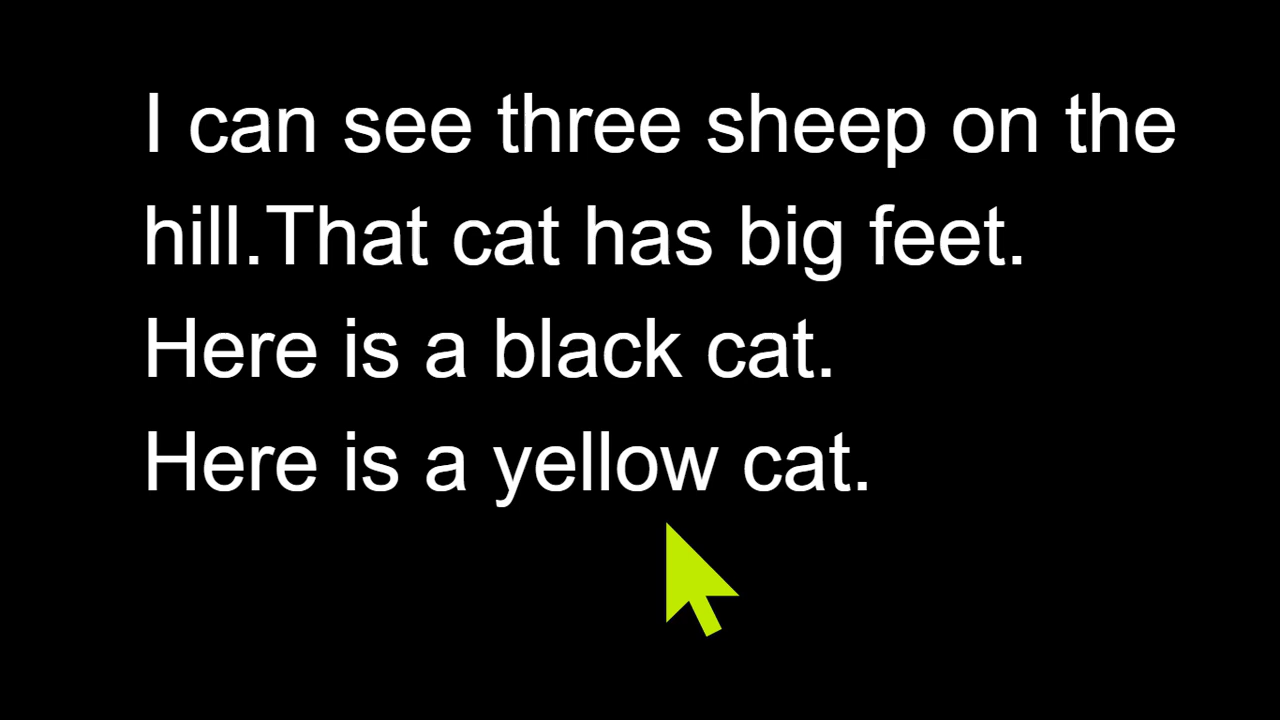 I can see three sheep on the
hill.That cat has big feet.
Here is a black cat.
Here is a yellow cat.